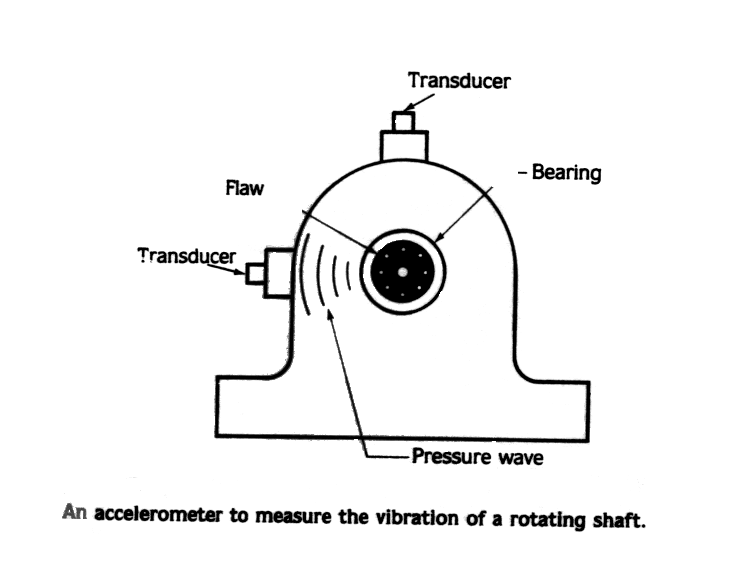 Transducer
- Bearing
Flaw
Transducer
Pressure wave
An accelerometer to measure the vibration of a rotating shaft.